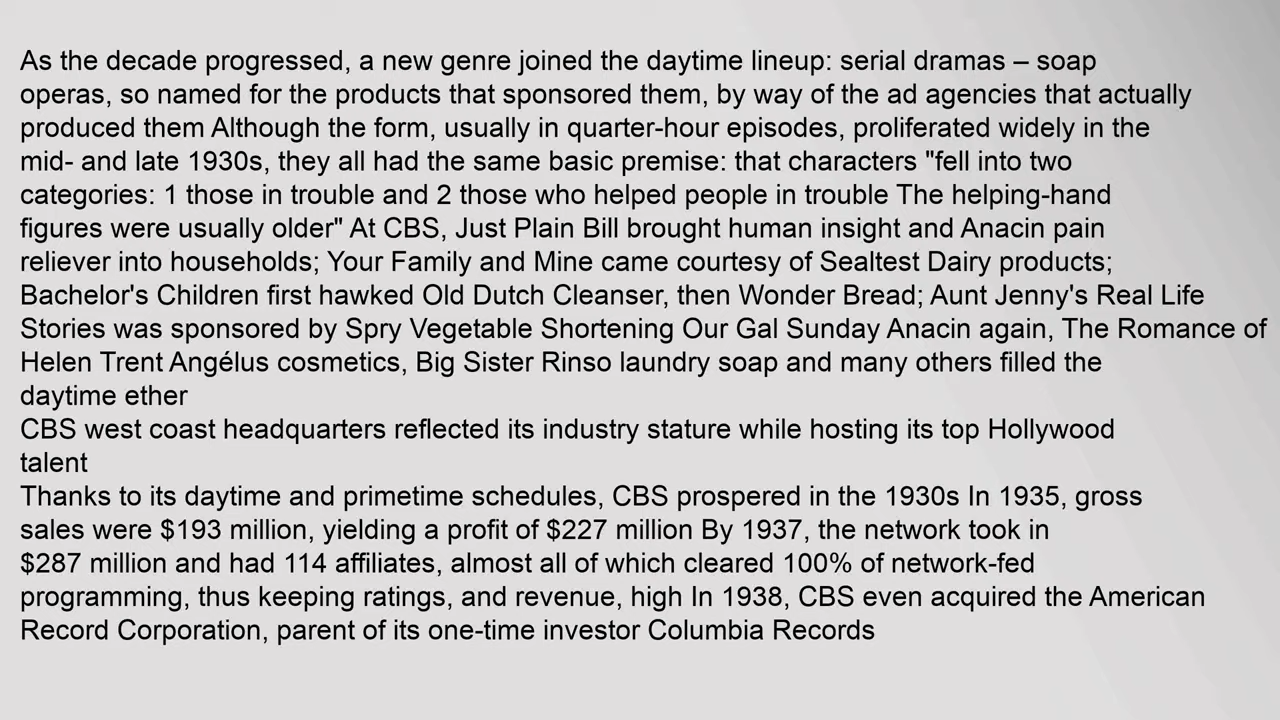 As the decade progressed, a new genre joined the daytime lineup: serial dramas – soap
operas, so named for the products that sponsored them, by way of the ad agencies that actually
produced them Although the form, usually in quarter-hour episodes, proliferated widely in the
mid- and late 1930s, they all had the same basic premise: that characters "fell into two
categories: 1 those in trouble and 2 those who helped people in trouble The helping-hand
figures were usually older" At CBS, Just Plain Bill brought human insight and Anacin pain
reliever into households; Your Family and Mine came courtesy of Sealtest Dairy products;
Bachelor's Children first hawked Old Dutch Cleanser, then Wonder Bread; Aunt Jenny's Real Life
Stories was sponsored by Spry Vegetable Shortening Our Gal Sunday Anacin again, The Romance of
Helen Trent Angélus cosmetics, Big Sister Rinso laundry soap and many others filled the
daytime ether
CBS west coast headquarters reflected its industry stature while hosting its top Hollywood
talent
Thanks to its daytime and primetime schedules, CBS prospered in the 1930s In 1935, gross
sales were $193 million, yielding a profit of $227 million By 1937, the network took in
$287 million and had 114 affiliates, almost all of which cleared 100% of network-fed
programming, thus keeping ratings, and revenue, high In 1938, CBS even acquired the American
Record Corporation, parent of its one-time investor Columbia Records